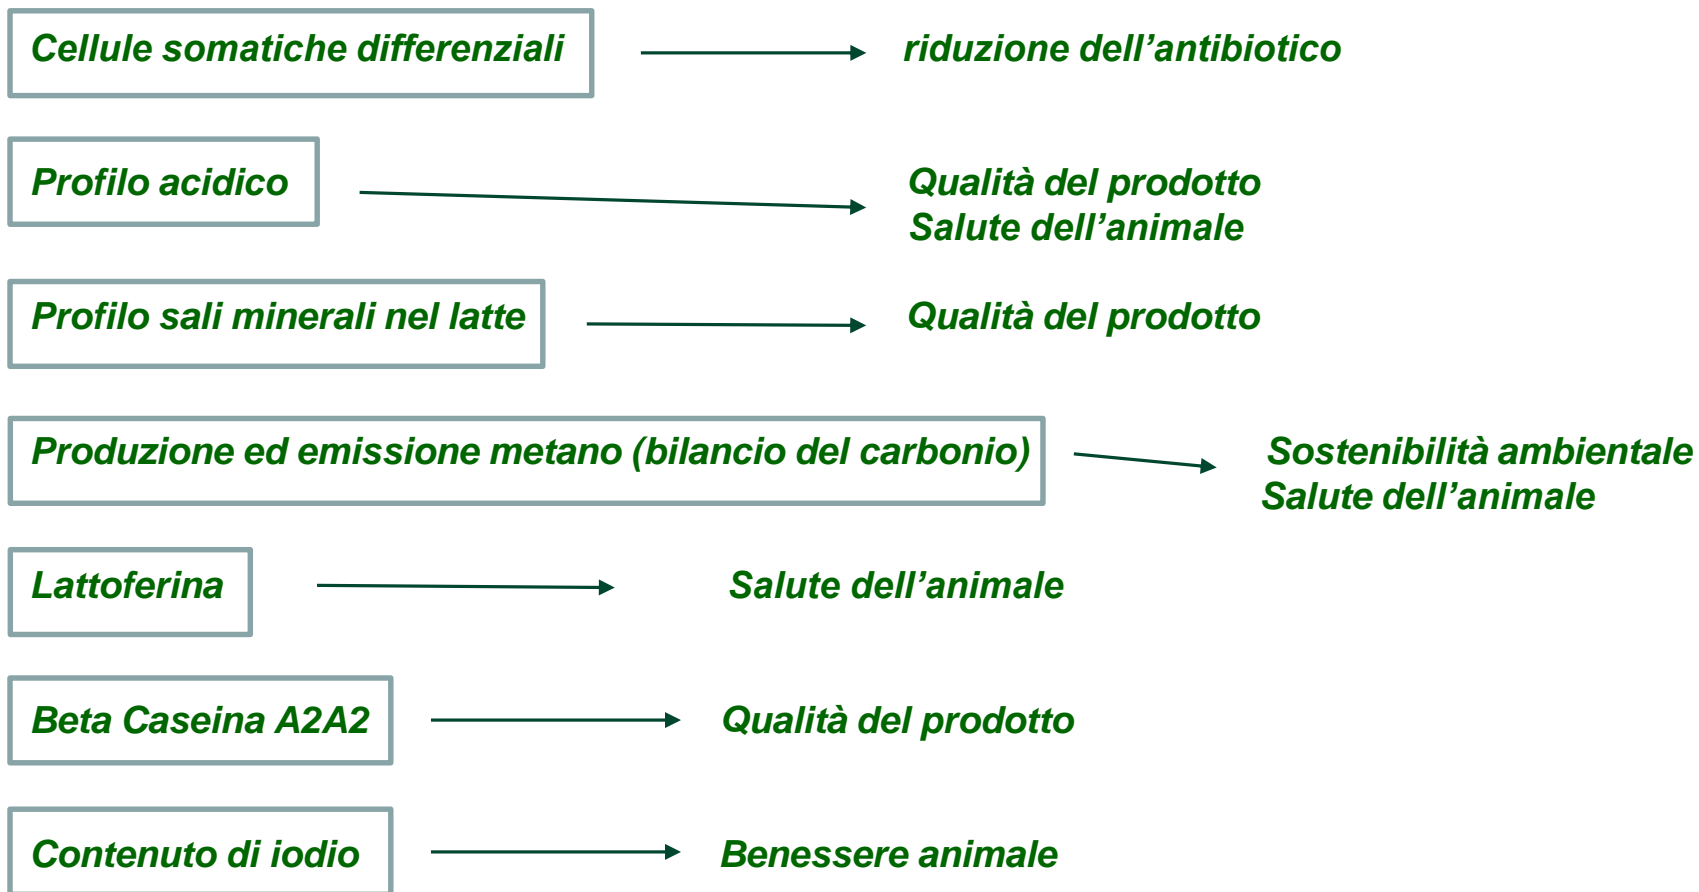 Cellule somatiche differenziali
riduzione dell’antibiotico
Profilo acidico
Qualità del prodotto
Salute dell’animale
Profilo sali minerali nel latte
Qualità del prodotto
Produzione ed emissione metano (bilancio del carbonio)
Sostenibilità ambientale
Salute dell’animale
Lattoferina
Salute dell’animale
Beta Caseina A2A2
Qualità del prodotto
Contenuto di iodio
Benessere animale